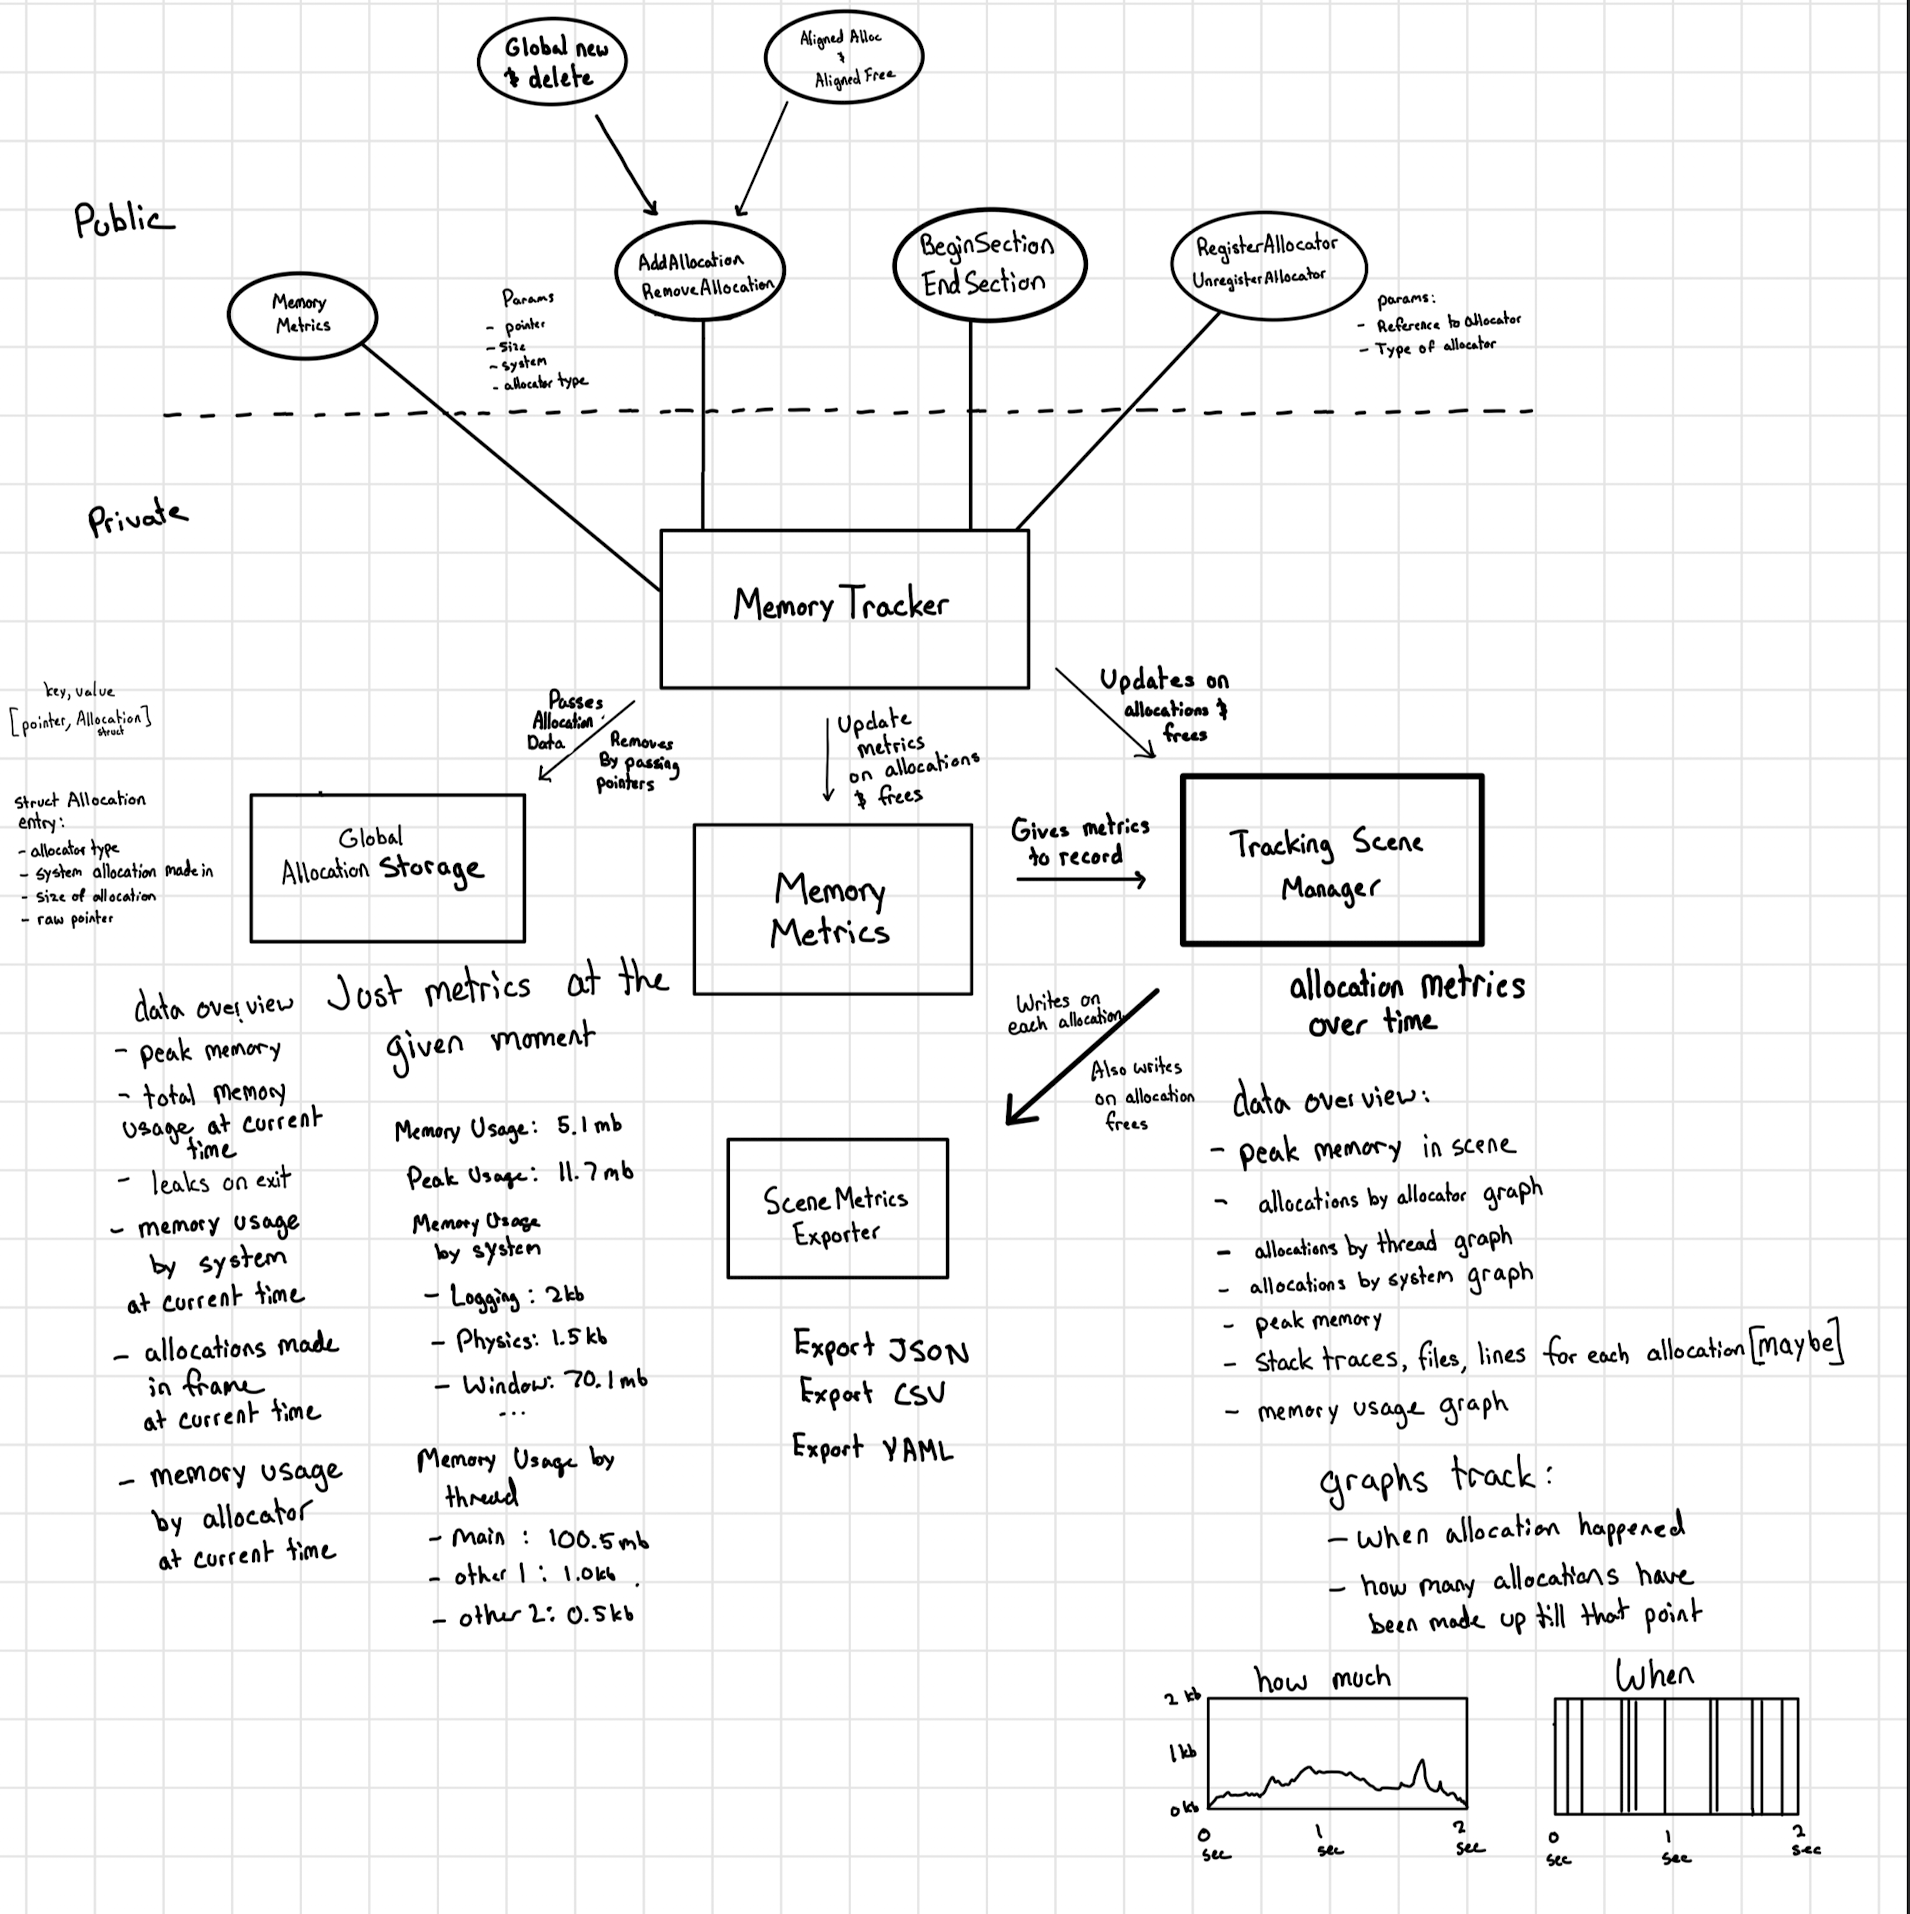 Global new
& delete
Aligned Alloc
&
Aligned Free
Public
Memory
Metrics
Params
- pointer
- size
- system
- allocator type
AddAllocation
RemoveAllocation
BeginSection
EndSection
RegisterAllocator
UnregisterAllocator
params:
- Reference to allocator
- Type of allocator
Private
Memory Tracker
key, value
[pointer, Allocation]
struct
Passes
Allocation
Data
Removes
By passing
pointers
Update
metrics
on allocations
& frees
Updates on
allocations &
frees
struct Allocation
entry:
- allocator type
- system allocation made in
- size of allocation
- raw pointer
Global
Allocation Storage
Memory
Metrics
Gives metrics
to record
Tracking Scene
Manager
Just metrics at the
given moment
data overview
- peak memory
- total memory
usage at current
time
- leaks on exit
- memory usage
by system
at current time
- allocations made
in frame
at current time
- memory usage
by allocator
at current time
Memory Usage: 5.1mb
Peak Usage: 11.7mb
Memory Usage
by system
- Logging: 2kb
- Physics: 1.5kb
- Window: 70.1mb
...
Memory Usage by
thread
- Main : 100.5mb
- other 1 : 1.0kb
- other 2: 0.5kb
Writes on
each allocation
Also writes
on allocation
frees
Scene Metrics
Exporter
Export JSON
Export CSV
Export YAML
allocation metrics
over time
data overview:
- peak memory in scene
- allocations by allocator graph
- allocations by thread graph
- allocations by system graph
- peak memory
- Stack traces, files, lines for each allocation [maybe]
- memory usage graph
graphs track:
- when allocation happened
- how many allocations have
been made up till that point
how much
2 kb
1 kb
0 kb
0 sec
1 sec
2 sec
When
0 sec
1 sec
2 sec